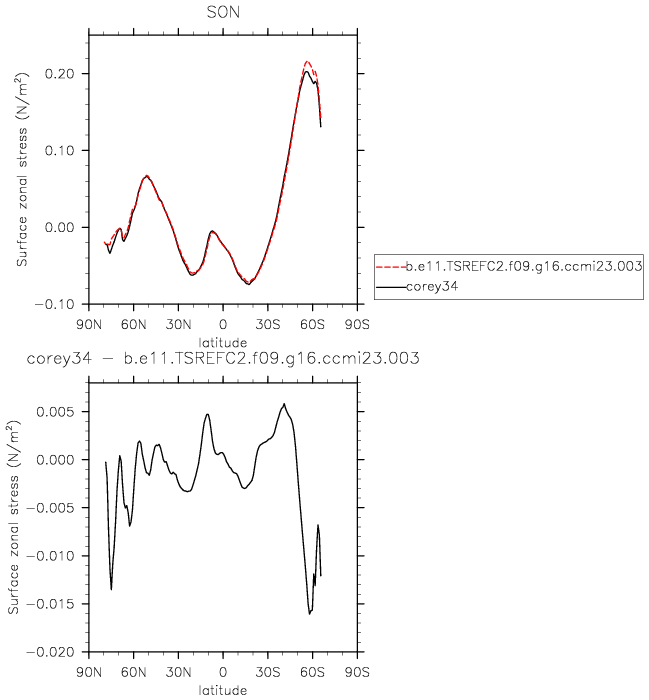 SON
Surface zonal stress (N/m²)
0.20
0.10
0.00
−0.10
90N 60N 30N 0 30S 60S 90S
latitude
b.e11.TSREFC2.f09.g16.ccmi23.003
corey34
corey34 − b.e11.TSREFC2.f09.g16.ccmi23.003
Surface zonal stress (N/m²)
0.005
0.000
−0.005
−0.010
−0.015
−0.020
90N 60N 30N 0 30S 60S 90S
latitude